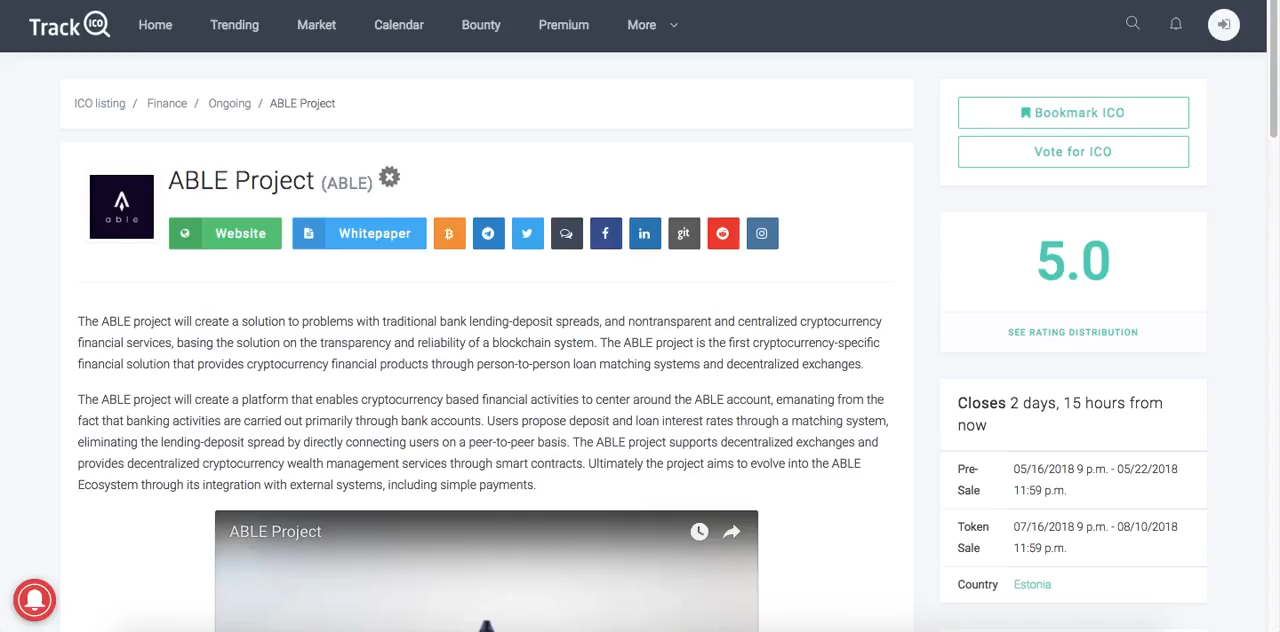 Track ICO
Home Trending Market Calendar Bounty Premium More
ICO listing / Finance / Ongoing / ABLE Project
Bookmark ICO
Vote for ICO
able
ABLE Project (ABLE)
Website Whitepaper git
5.0
SEE RATING DISTRIBUTION
The ABLE project will create a solution to problems with traditional bank lending-deposit spreads, and nontransparent and centralized cryptocurrency
financial services, basing the solution on the transparency and reliability of a blockchain system. The ABLE project is the first cryptocurrency-specific
financial solution that provides cryptocurrency financial products through person-to-person loan matching systems and decentralized exchanges.
The ABLE project will create a platform that enables cryptocurrency based financial activities to center around the ABLE account, emanating from the
fact that banking activities are carried out primarily through bank accounts. Users propose deposit and loan interest rates through a matching system,
eliminating the lending-deposit spread by directly connecting users on a peer-to-peer basis. The ABLE project supports decentralized exchanges and
provides decentralized cryptocurrency wealth management services through smart contracts. Ultimately the project aims to evolve into the ABLE
Ecosystem through its integration with external systems, including simple payments.
ABLE Project
Closes 2 days, 15 hours from
now
Pre-
Sale
05/16/2018 9 p.m. - 05/22/2018
11:59 p.m.
Token
Sale
07/16/2018 9 p.m. - 08/10/2018
11:59 p.m.
Country Estonia